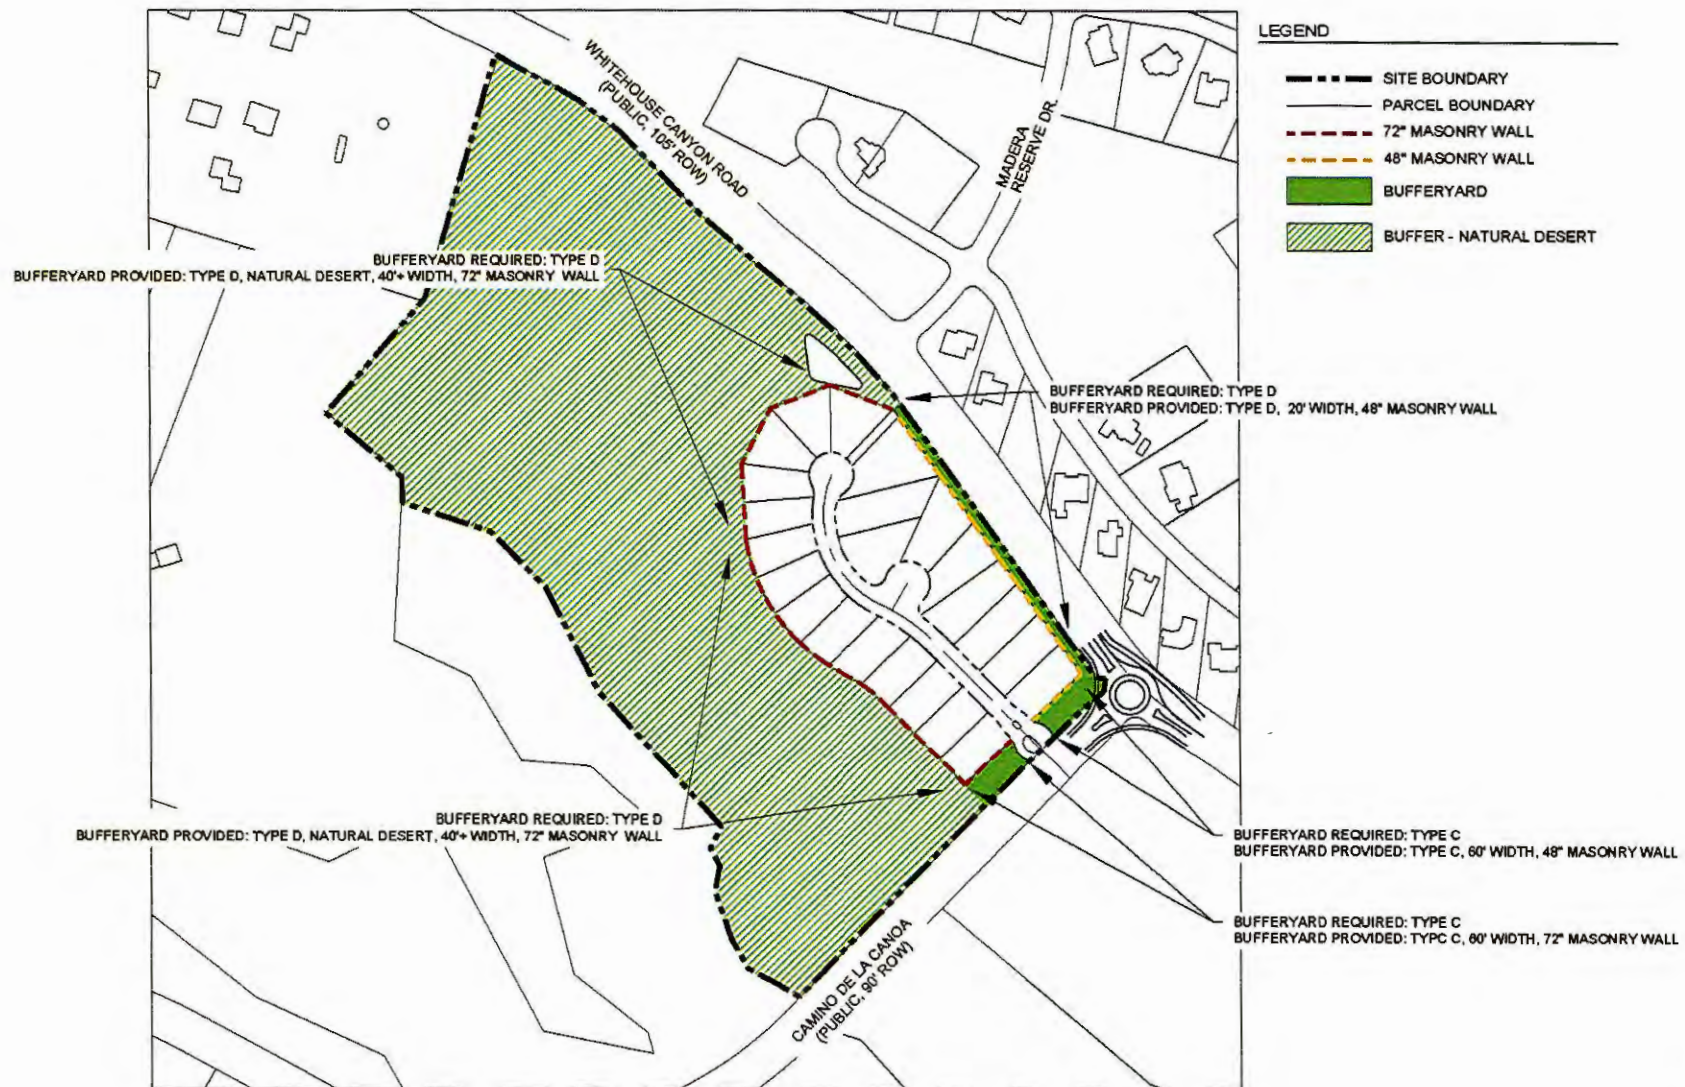 LEGEND
SITE BOUNDARY
PARCEL BOUNDARY
72" MASONRY WALL
48" MASONRY WALL
BUFFERYARD
BUFFER - NATURAL DESERT
WHITEHOUSE CANYON ROAD
(PUBLIC, 105' ROW)
MADERA
RESERVE DR.
BUFFERYARD REQUIRED: TYPE D
BUFFERYARD PROVIDED: TYPE D, NATURAL DESERT, 40'+ WIDTH, 72" MASONRY WALL
BUFFERYARD REQUIRED: TYPE D
BUFFERYARD PROVIDED: TYPE D, 20' WIDTH, 48" MASONRY WALL
BUFFERYARD REQUIRED: TYPE D
BUFFERYARD PROVIDED: TYPE D, NATURAL DESERT, 40'+ WIDTH, 72" MASONRY WALL
BUFFERYARD REQUIRED: TYPE C
BUFFERYARD PROVIDED: TYPE C, 60' WIDTH, 48" MASONRY WALL
BUFFERYARD REQUIRED: TYPE C
BUFFERYARD PROVIDED: TYPC C, 60' WIDTH, 72" MASONRY WALL
CAMINO DE LA CANOA
(PUBLIC, 90' ROW)